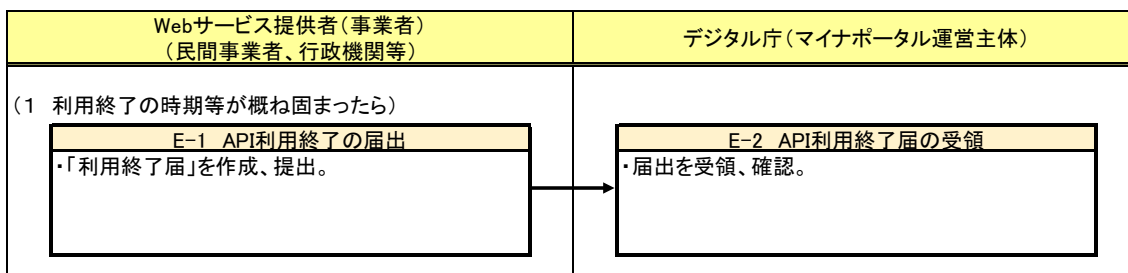 Webサービス提供者(事業者)
(民間事業者、行政機関等)
デジタル庁(マイナポータル運営主体)
(1 利用終了の時期等が概ね固まったら)
E-1 API利用終了の届出
・「利用終了届」を作成、提出。
E-2 API利用終了届の受領
・届出を受領、確認。